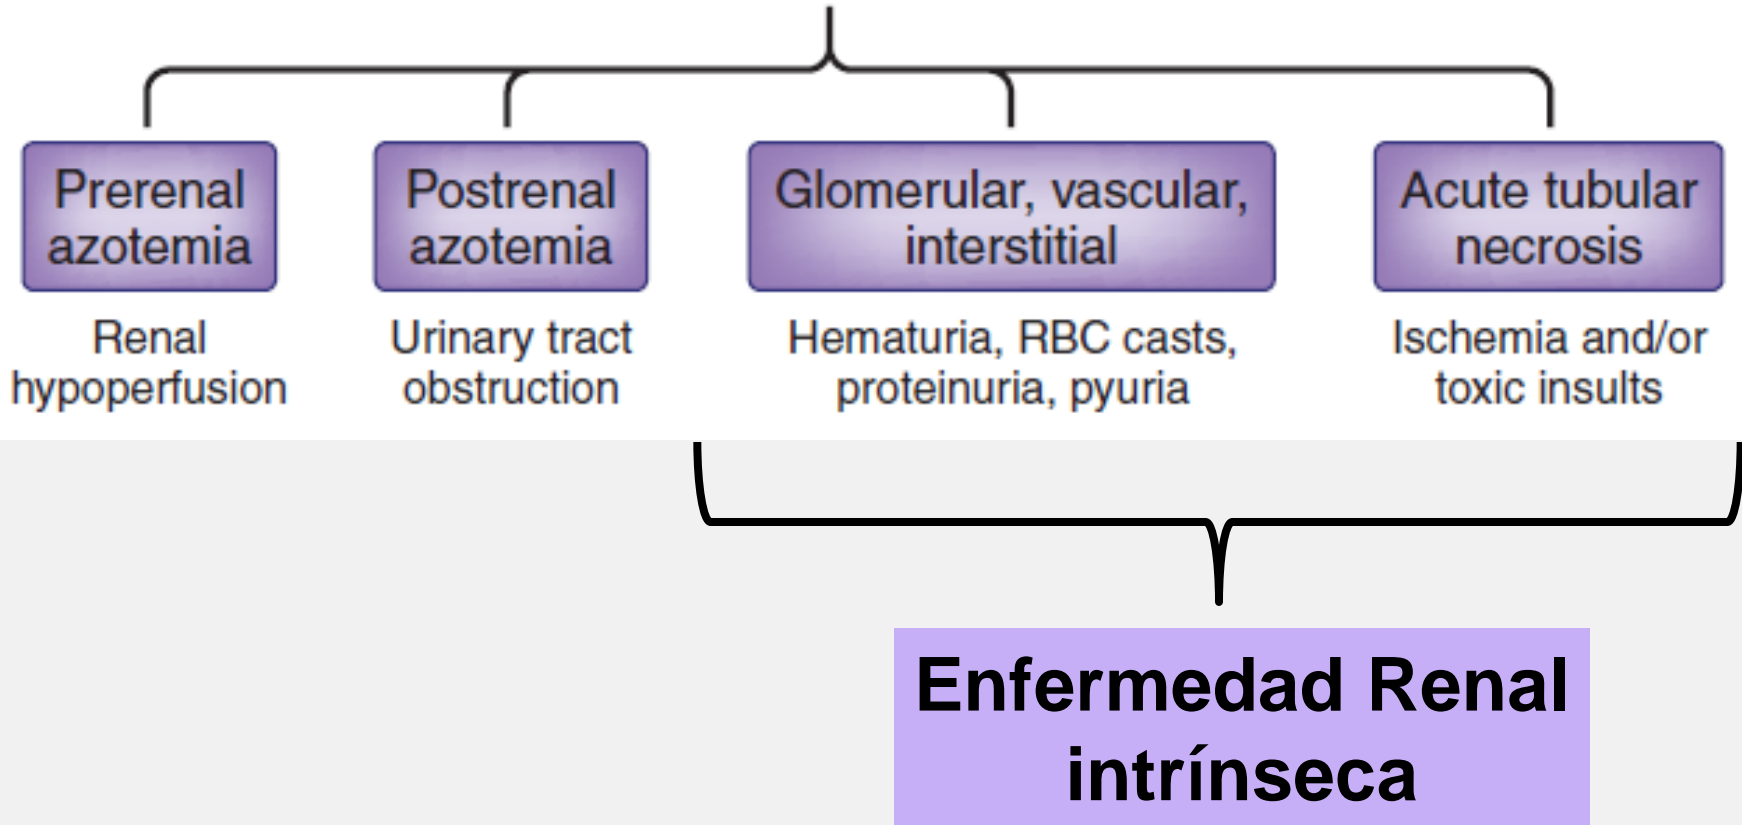 Prerenal
azotemia
Renal
hypoperfusion
Postrenal
azotemia
Urinary tract
obstruction
Glomerular, vascular,
interstitial
Hematuria, RBC casts,
proteinuria, pyuria
Acute tubular
necrosis
Ischemia and/or
toxic insults
Enfermedad Renal
intrínseca